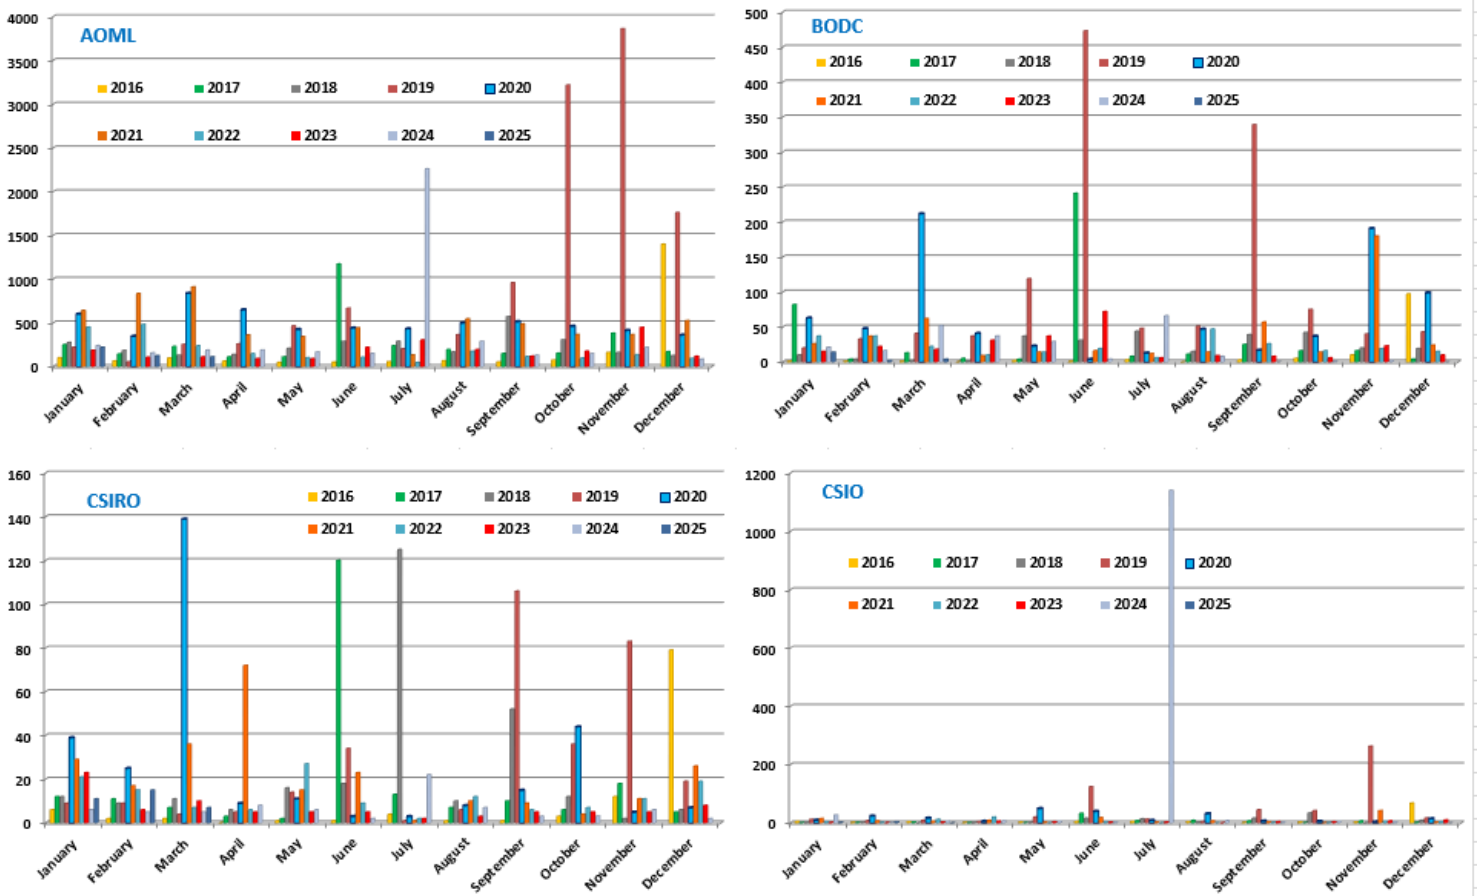 AOML
4000
3500
3000
2500
2000
1500
1000
500
0
2016 2017 2018 2019 2020
2021 2022 2023 2024 2025
January February March April May June July August September October November December
BODC
500
450
400
350
300
250
200
150
100
50
0
2016 2017 2018 2019 2020
2021 2022 2023 2024 2025
January February March April May June July August September October November December
CSIRO
160
140
120
100
80
60
40
20
0
2016 2017 2018 2019 2020
2021 2022 2023 2024 2025
January February March April May June July August September October November December
CSIO
1200
1000
800
600
400
200
0
2016 2017 2018 2019 2020
2021 2022 2023 2024 2025
January February March April May June July August September October November December